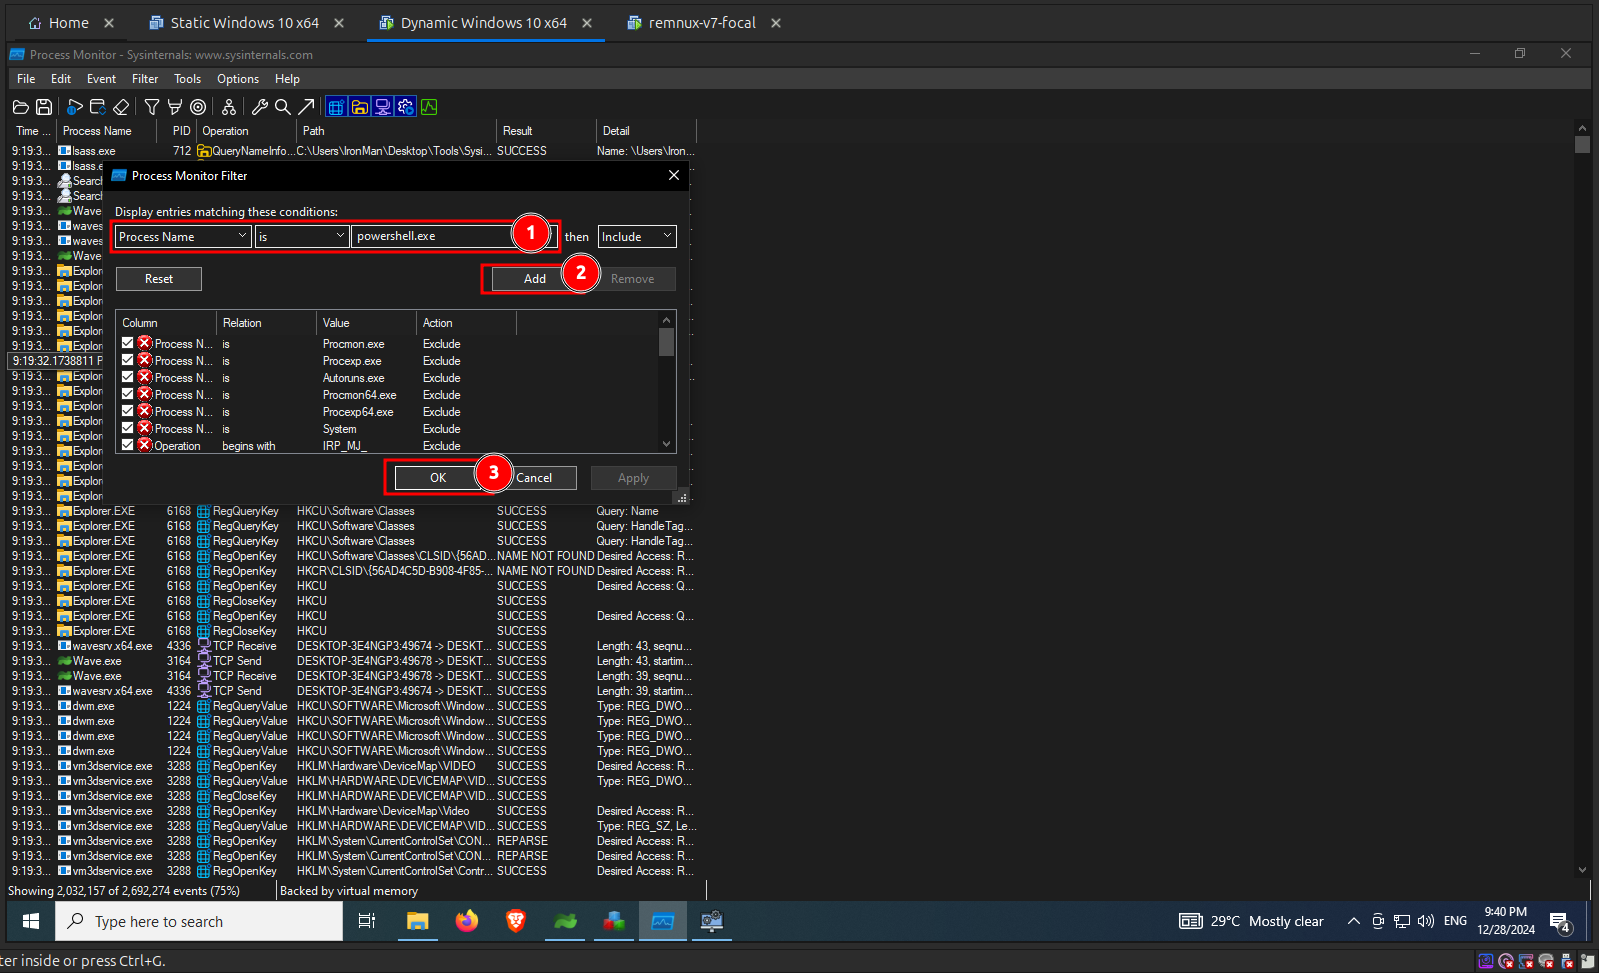 Home
Static Windows 10 x64
Dynamic Windows 10 x64
remnux-v7-focal
Process Monitor - Sysinternals: www.sysinternals.com
File Edit Event Filter Tools Options Help
Time ... Process Name PID Operation Path Result Detail
9:19:3... lsass.exe 712 QueryNameInfo... C:\Users\IronMan\Desktop\Tools\Sysi... SUCCESS Name: \Users\Iron...
9:19:3... lsass.e
9:19:3... Search
9:19:3... Search
9:19:3... Wave
9:19:3... waves
9:19:3... waves
9:19:3... Wave
9:19:3... Explor
9:19:3... Explor
9:19:3... Explor
9:19:3... Explor
9:19:3... Explor
9:19:3... Explor
9:19:32.1738811 P
9:19:3... Explor
9:19:3... Explor
9:19:3... Explor
9:19:3... Explor
9:19:3... Explor
9:19:3... Explor
9:19:3... Explor
9:19:3... Explor
9:19:3... Explor
Process Monitor Filter
Display entries matching these conditions:
Process Name is powershell.exe 1 then Include
Reset Add 2 Remove
Column Relation Value Action
Process N... is Procmon.exe Exclude
Process N... is Procexp.exe Exclude
Process N... is Autoruns.exe Exclude
Process N... is Procmon64.exe Exclude
Process N... is Procexp64.exe Exclude
Process N... is System Exclude
Operation begins with IRP_MJ_ Exclude
OK 3 Cancel Apply
9:19:3... Explorer.EXE 6168 RegQueryKey HKCU\Software\Classes SUCCESS Query: Name
9:19:3... Explorer.EXE 6168 RegQueryKey HKCU\Software\Classes SUCCESS Query: HandleTag...
9:19:3... Explorer.EXE 6168 RegQueryKey HKCU\Software\Classes SUCCESS Query: HandleTag...
9:19:3... Explorer.EXE 6168 RegOpenKey HKCU\Software\Classes\CLSID\{56AD... NAME NOT FOUND Desired Access: R...
9:19:3... Explorer.EXE 6168 RegOpenKey HKCR\CLSID\{56AD4C5D-B908-4F85-... NAME NOT FOUND Desired Access: R...
9:19:3... Explorer.EXE 6168 RegOpenKey HKCU SUCCESS Desired Access: Q...
9:19:3... Explorer.EXE 6168 RegCloseKey HKCU SUCCESS
9:19:3... Explorer.EXE 6168 RegOpenKey HKCU SUCCESS Desired Access: Q...
9:19:3... Explorer.EXE 6168 RegCloseKey HKCU SUCCESS
9:19:3... wavesrv.x64.exe 4336 TCP Receive DESKTOP-3E4NGP3:49674 -> DESKT... SUCCESS Length: 43, seqnu...
9:19:3... Wave.exe 3164 TCP Send DESKTOP-3E4NGP3:49678 -> DESKT... SUCCESS Length: 43, startim...
9:19:3... Wave.exe 3164 TCP Receive DESKTOP-3E4NGP3:49678 -> DESKT... SUCCESS Length: 39, seqnu...
9:19:3... wavesrv.x64.exe 4336 TCP Send DESKTOP-3E4NGP3:49674 -> DESKT... SUCCESS Length: 39, startim...
9:19:3... dwm.exe 1224 RegQueryValue HKCU\SOFTWARE\Microsoft\Window... SUCCESS Type: REG_DWO...
9:19:3... dwm.exe 1224 RegQueryValue HKCU\SOFTWARE\Microsoft\Window... SUCCESS Type: REG_DWO...
9:19:3... dwm.exe 1224 RegQueryValue HKCU\SOFTWARE\Microsoft\Window... SUCCESS Type: REG_DWO...
9:19:3... dwm.exe 1224 RegQueryValue HKCU\SOFTWARE\Microsoft\Window... SUCCESS Type: REG_DWO...
9:19:3... vm3dservice.exe 3288 RegOpenKey HKLM\Hardware\DeviceMap\VIDEO SUCCESS Desired Access: R...
9:19:3... vm3dservice.exe 3288 RegQueryValue HKLM\HARDWARE\DEVICEMAP\VID... SUCCESS Type: REG_DWO...
9:19:3... vm3dservice.exe 3288 RegCloseKey HKLM\HARDWARE\DEVICEMAP\VID... SUCCESS
9:19:3... vm3dservice.exe 3288 RegOpenKey HKLM\Hardware\DeviceMap\Video SUCCESS Desired Access: R...
9:19:3... vm3dservice.exe 3288 RegQueryValue HKLM\HARDWARE\DEVICEMAP\VID... SUCCESS Type: REG_SZ, Le...
9:19:3... vm3dservice.exe 3288 RegOpenKey HKLM\System\CurrentControlSet\CON... REPARSE Desired Access: R...
9:19:3... vm3dservice.exe 3288 RegOpenKey HKLM\System\CurrentControlSet\CON... REPARSE Desired Access: R...
9:19:3... vm3dservice.exe 3288 RegOpenKey HKLM\System\CurrentControlSet\Contr... SUCCESS Desired Access: R...
Showing 2,032,157 of 2,692,274 events (75%) Backed by virtual memory
Type here to search
29°C Mostly clear
ENG
9:40 PM
12/28/2024
4
ter inside or press Ctrl+G.